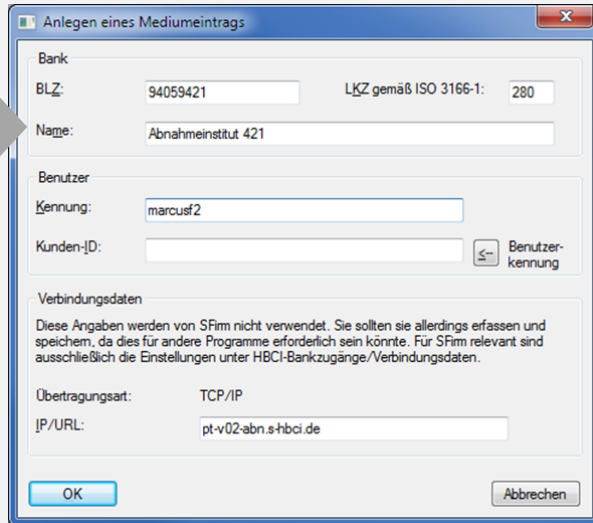 Anlegen eines Mediumeintrags
Bank
BLZ: 94059421 LKZ gemäß ISO 3166-1: 280
Name: Abnahmeinstitut 421
Benutzer
Kennung: marcusf2
Kunden-ID: <-- Benutzer-
kennung
Verbindungsdaten
Diese Angaben werden von SFirm nicht verwendet. Sie sollten sie allerdings erfassen und
speichern, da dies für andere Programme erforderlich sein könnte. Für SFirm relevant sind
ausschließlich die Einstellungen unter HBCI-Bankzugänge/Verbindungsdaten.
Übertragungsart: TCP/IP
IP/URL: pt-v02-abn.s-hbci.de
OK Abbrechen